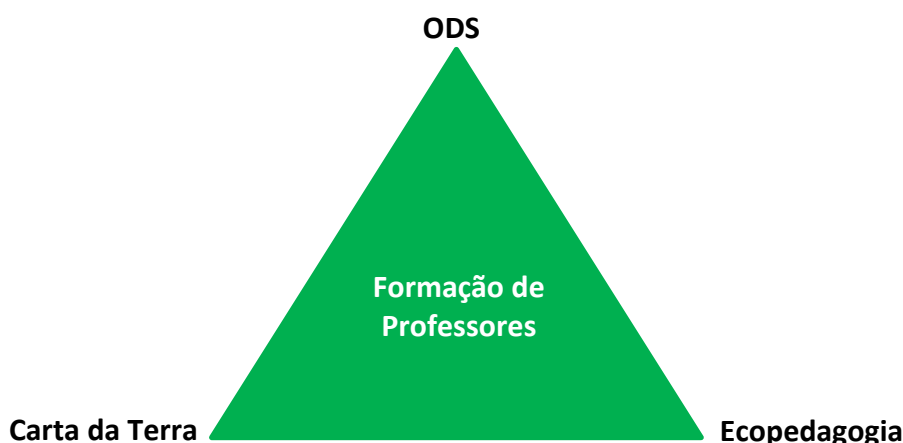 ODS
Formação de
Professores
Carta da Terra
Ecopedagogia